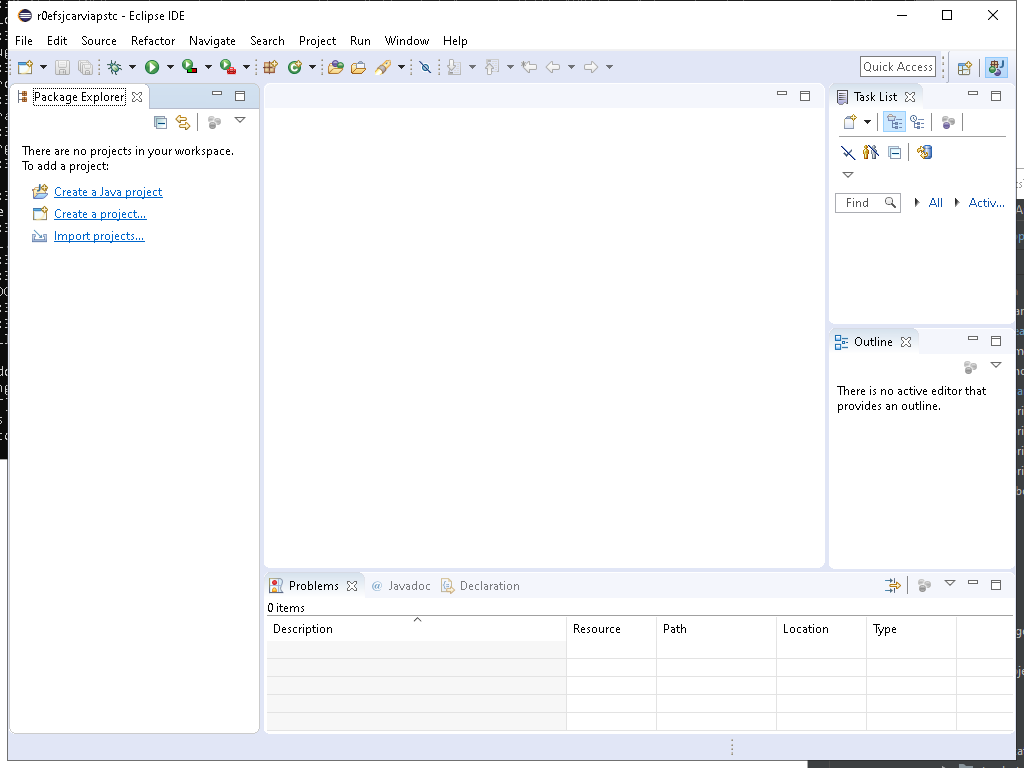 r0efsjcarviapstc - Eclipse IDE
File Edit Source Refactor Navigate Search Project Run Window Help
Quick Access
Package Explorer
There are no projects in your workspace.
To add a project:
Create a Java project
Create a project...
Import projects...
Task List
Find
All
Activ...
Outline
There is no active editor that
provides an outline.
Problems
@ Javadoc
Declaration
0 items
Description Resource Path Location Type